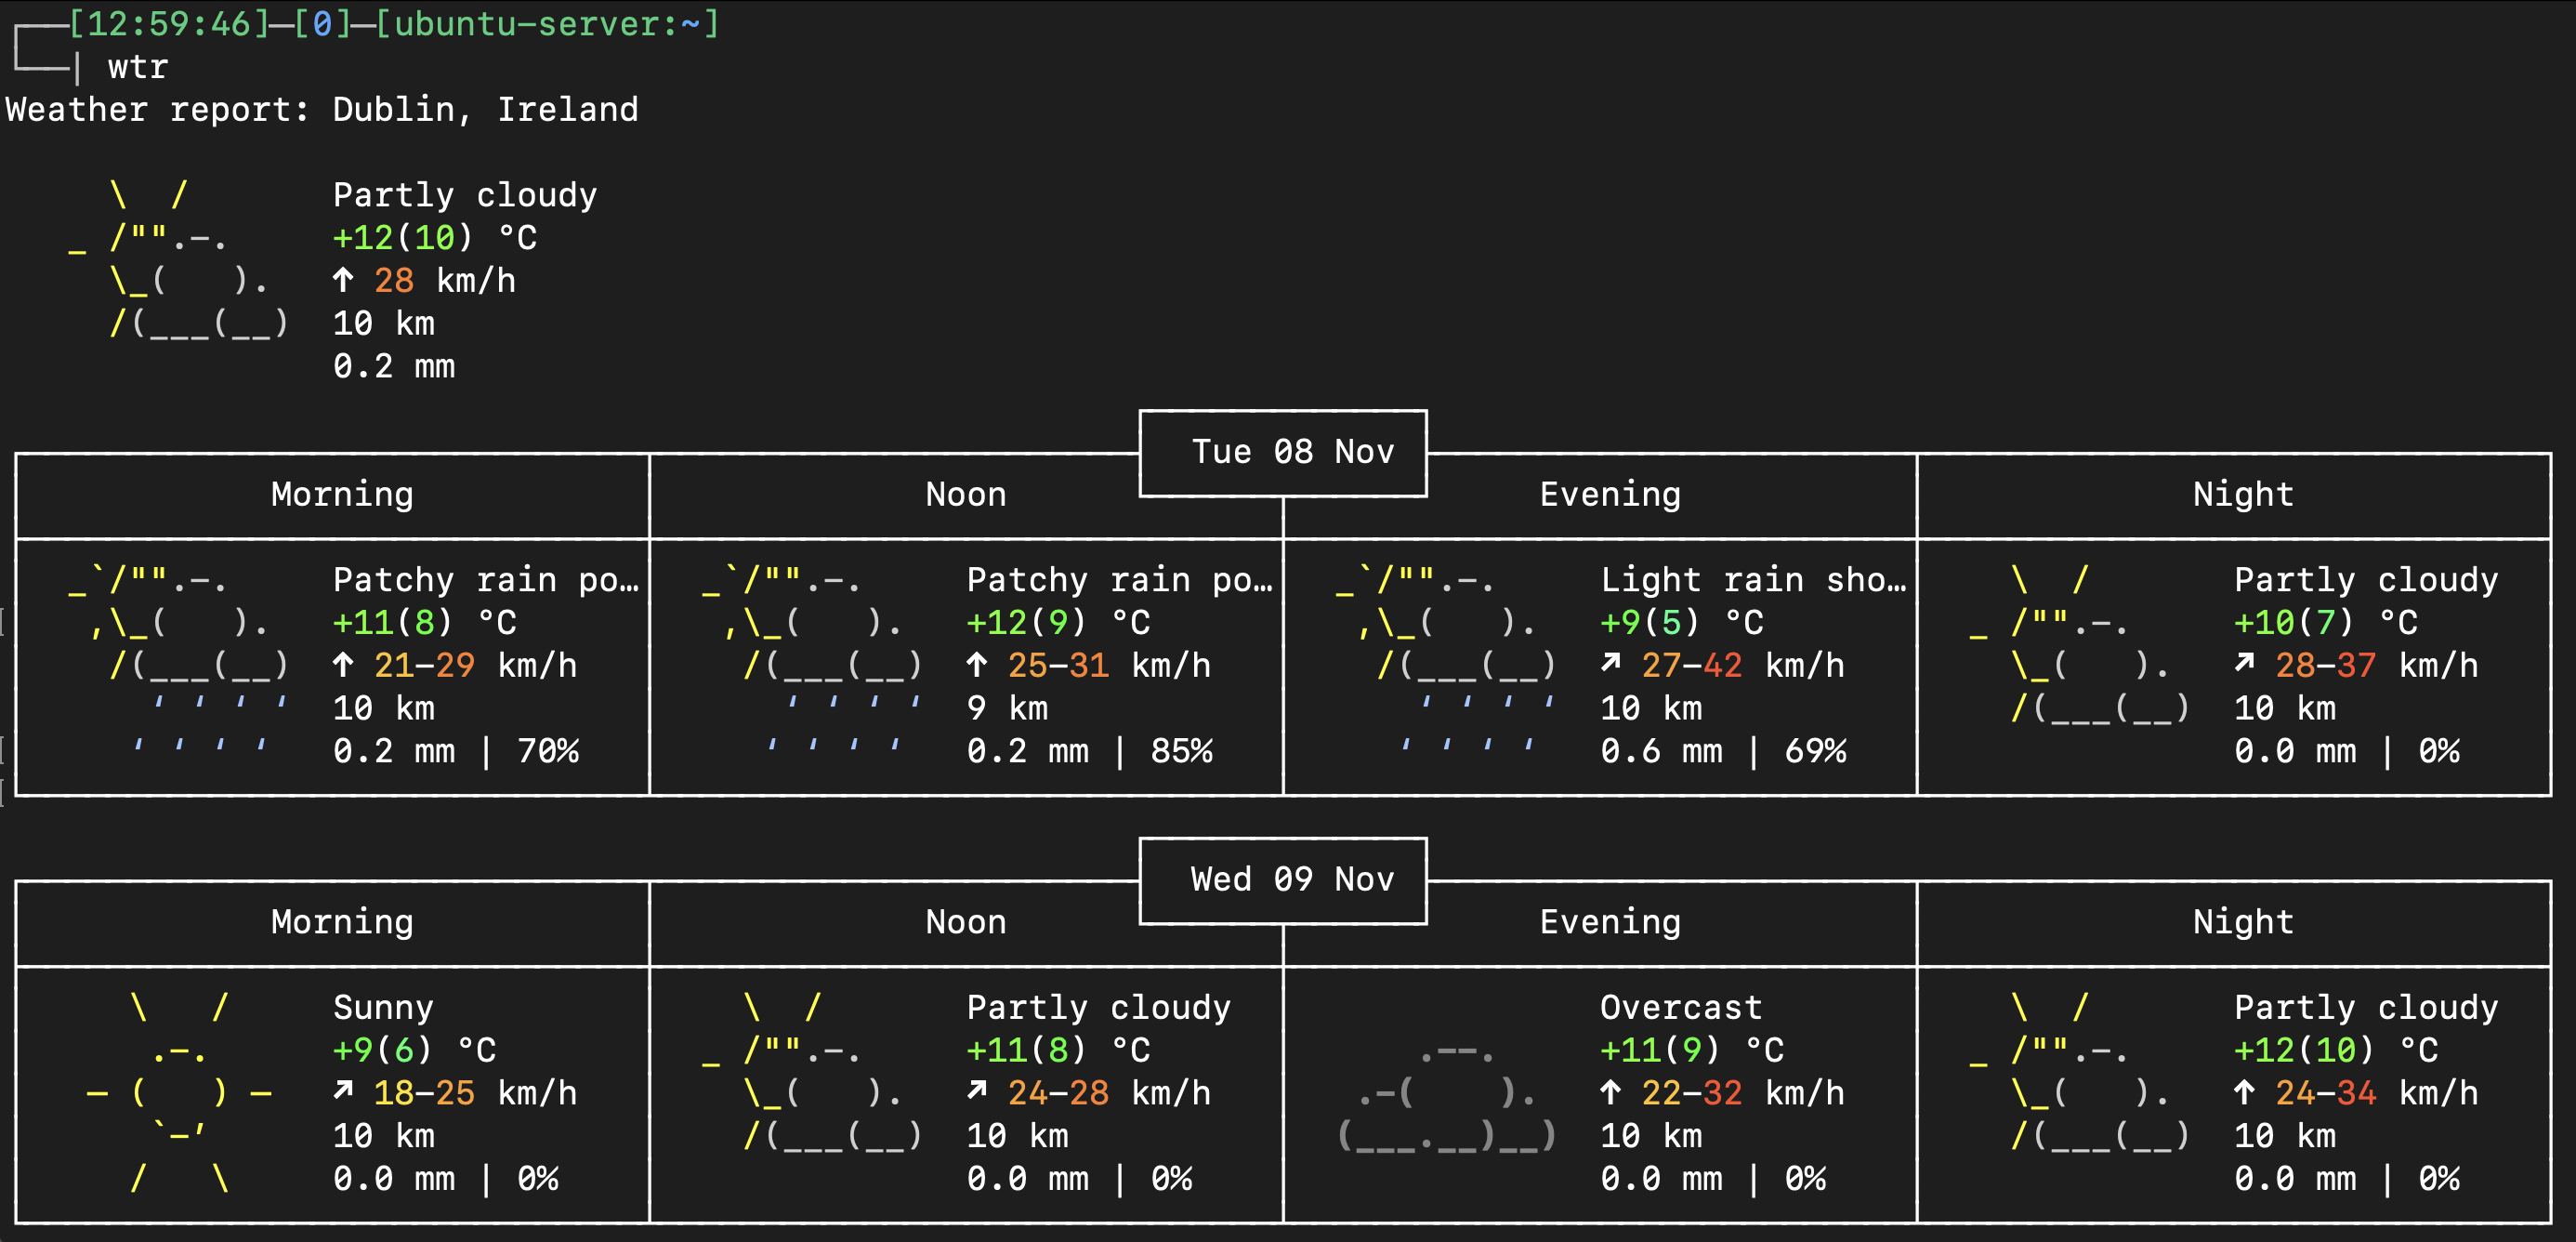 [12:59:46]—[0]—[ubuntu-server:~]
| wtr
Weather report: Dublin, Ireland
Partly cloudy
+12(10) °C
↑ 28 km/h
10 km
0.2 mm
Tue 08 Nov
Morning Noon Evening Night
Patchy rain po… Patchy rain po… Light rain sho… Partly cloudy
+11(8) °C +12(9) °C +9(5) °C +10(7) °C
↑ 21–29 km/h ↑ 25–31 km/h ↗ 27–42 km/h ↗ 28–37 km/h
10 km 9 km 10 km 10 km
0.2 mm | 70% 0.2 mm | 85% 0.6 mm | 69% 0.0 mm | 0%
Wed 09 Nov
Morning Noon Evening Night
Sunny Partly cloudy Overcast Partly cloudy
+9(6) °C +11(8) °C +11(9) °C +12(10) °C
↗ 18–25 km/h ↗ 24–28 km/h ↑ 22–32 km/h ↑ 24–34 km/h
10 km 10 km 10 km 10 km
0.0 mm | 0% 0.0 mm | 0% 0.0 mm | 0% 0.0 mm | 0%